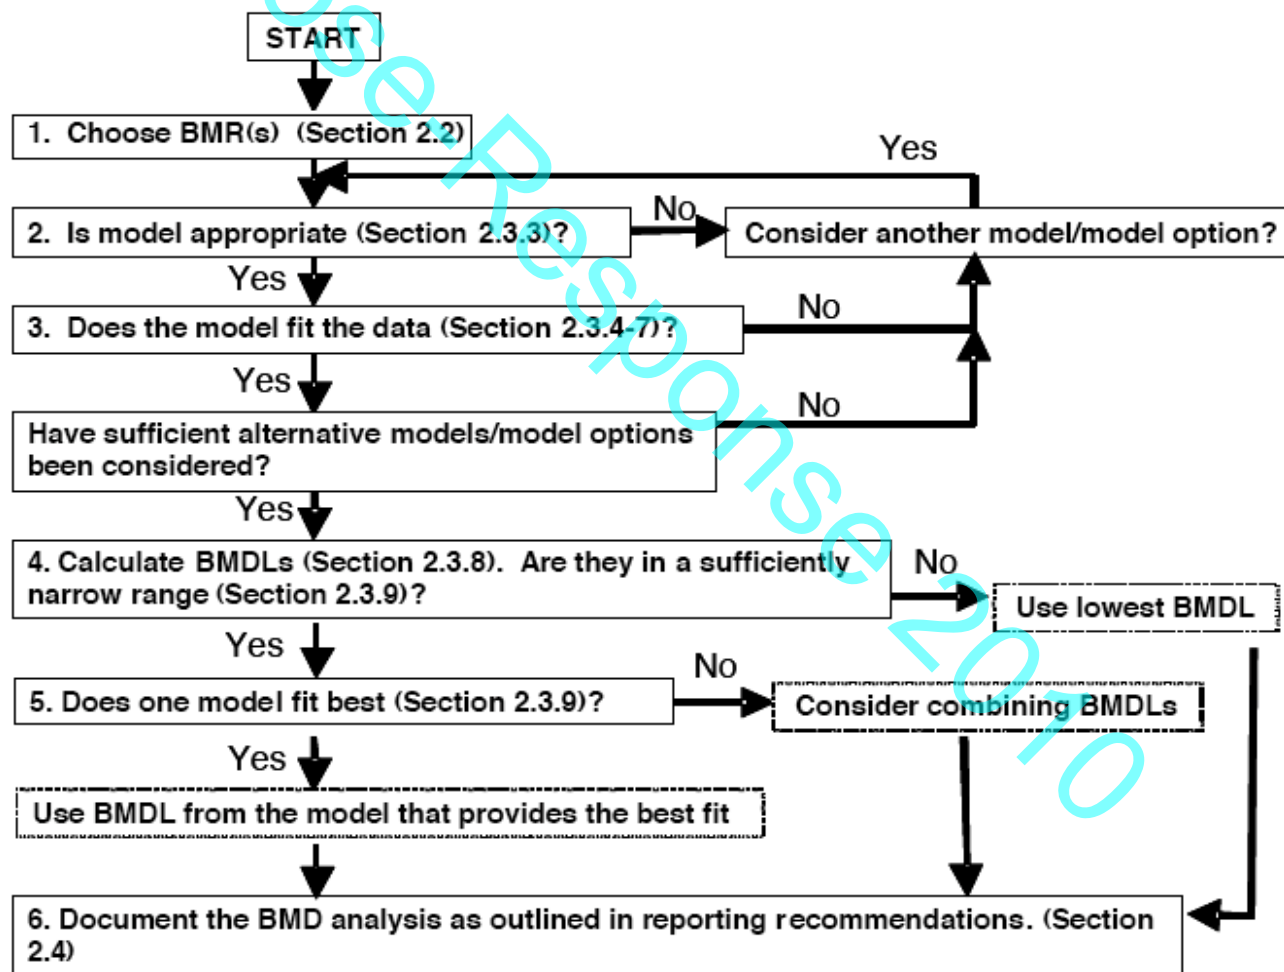 START
1. Choose BMR(s) (Section 2.2)
Yes
2. Is model appropriate (Section 2.3.3)?
No
Consider another model/model option?
Yes
3. Does the model fit the data (Section 2.3.4-7)?
No
Yes
Have sufficient alternative models/model options
been considered?
No
Yes
4. Calculate BMDLs (Section 2.3.8). Are they in a sufficiently
narrow range (Section 2.3.9)?
No
Use lowest BMDL
Yes
5. Does one model fit best (Section 2.3.9)?
No
Consider combining BMDLs
Yes
Use BMDL from the model that provides the best fit
6. Document the BMD analysis as outlined in reporting recommendations. (Section
2.4)
ose-Response 2010